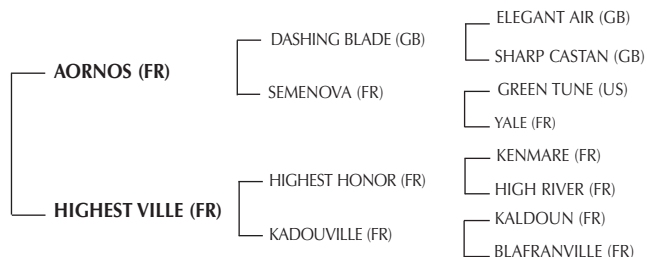 ELEGANT AIR (GB)
DASHING BLADE (GB)
SHARP CASTAN (GB)
AORNOS (FR)
GREEN TUNE (US)
SEMENOVA (FR)
YALE (FR)
KENMARE (FR)
HIGHEST HONOR (FR)
HIGH RIVER (FR)
HIGHEST VILLE (FR)
KALDOUN (FR)
KADOUVILLE (FR)
BLAFRANVILLE (FR)